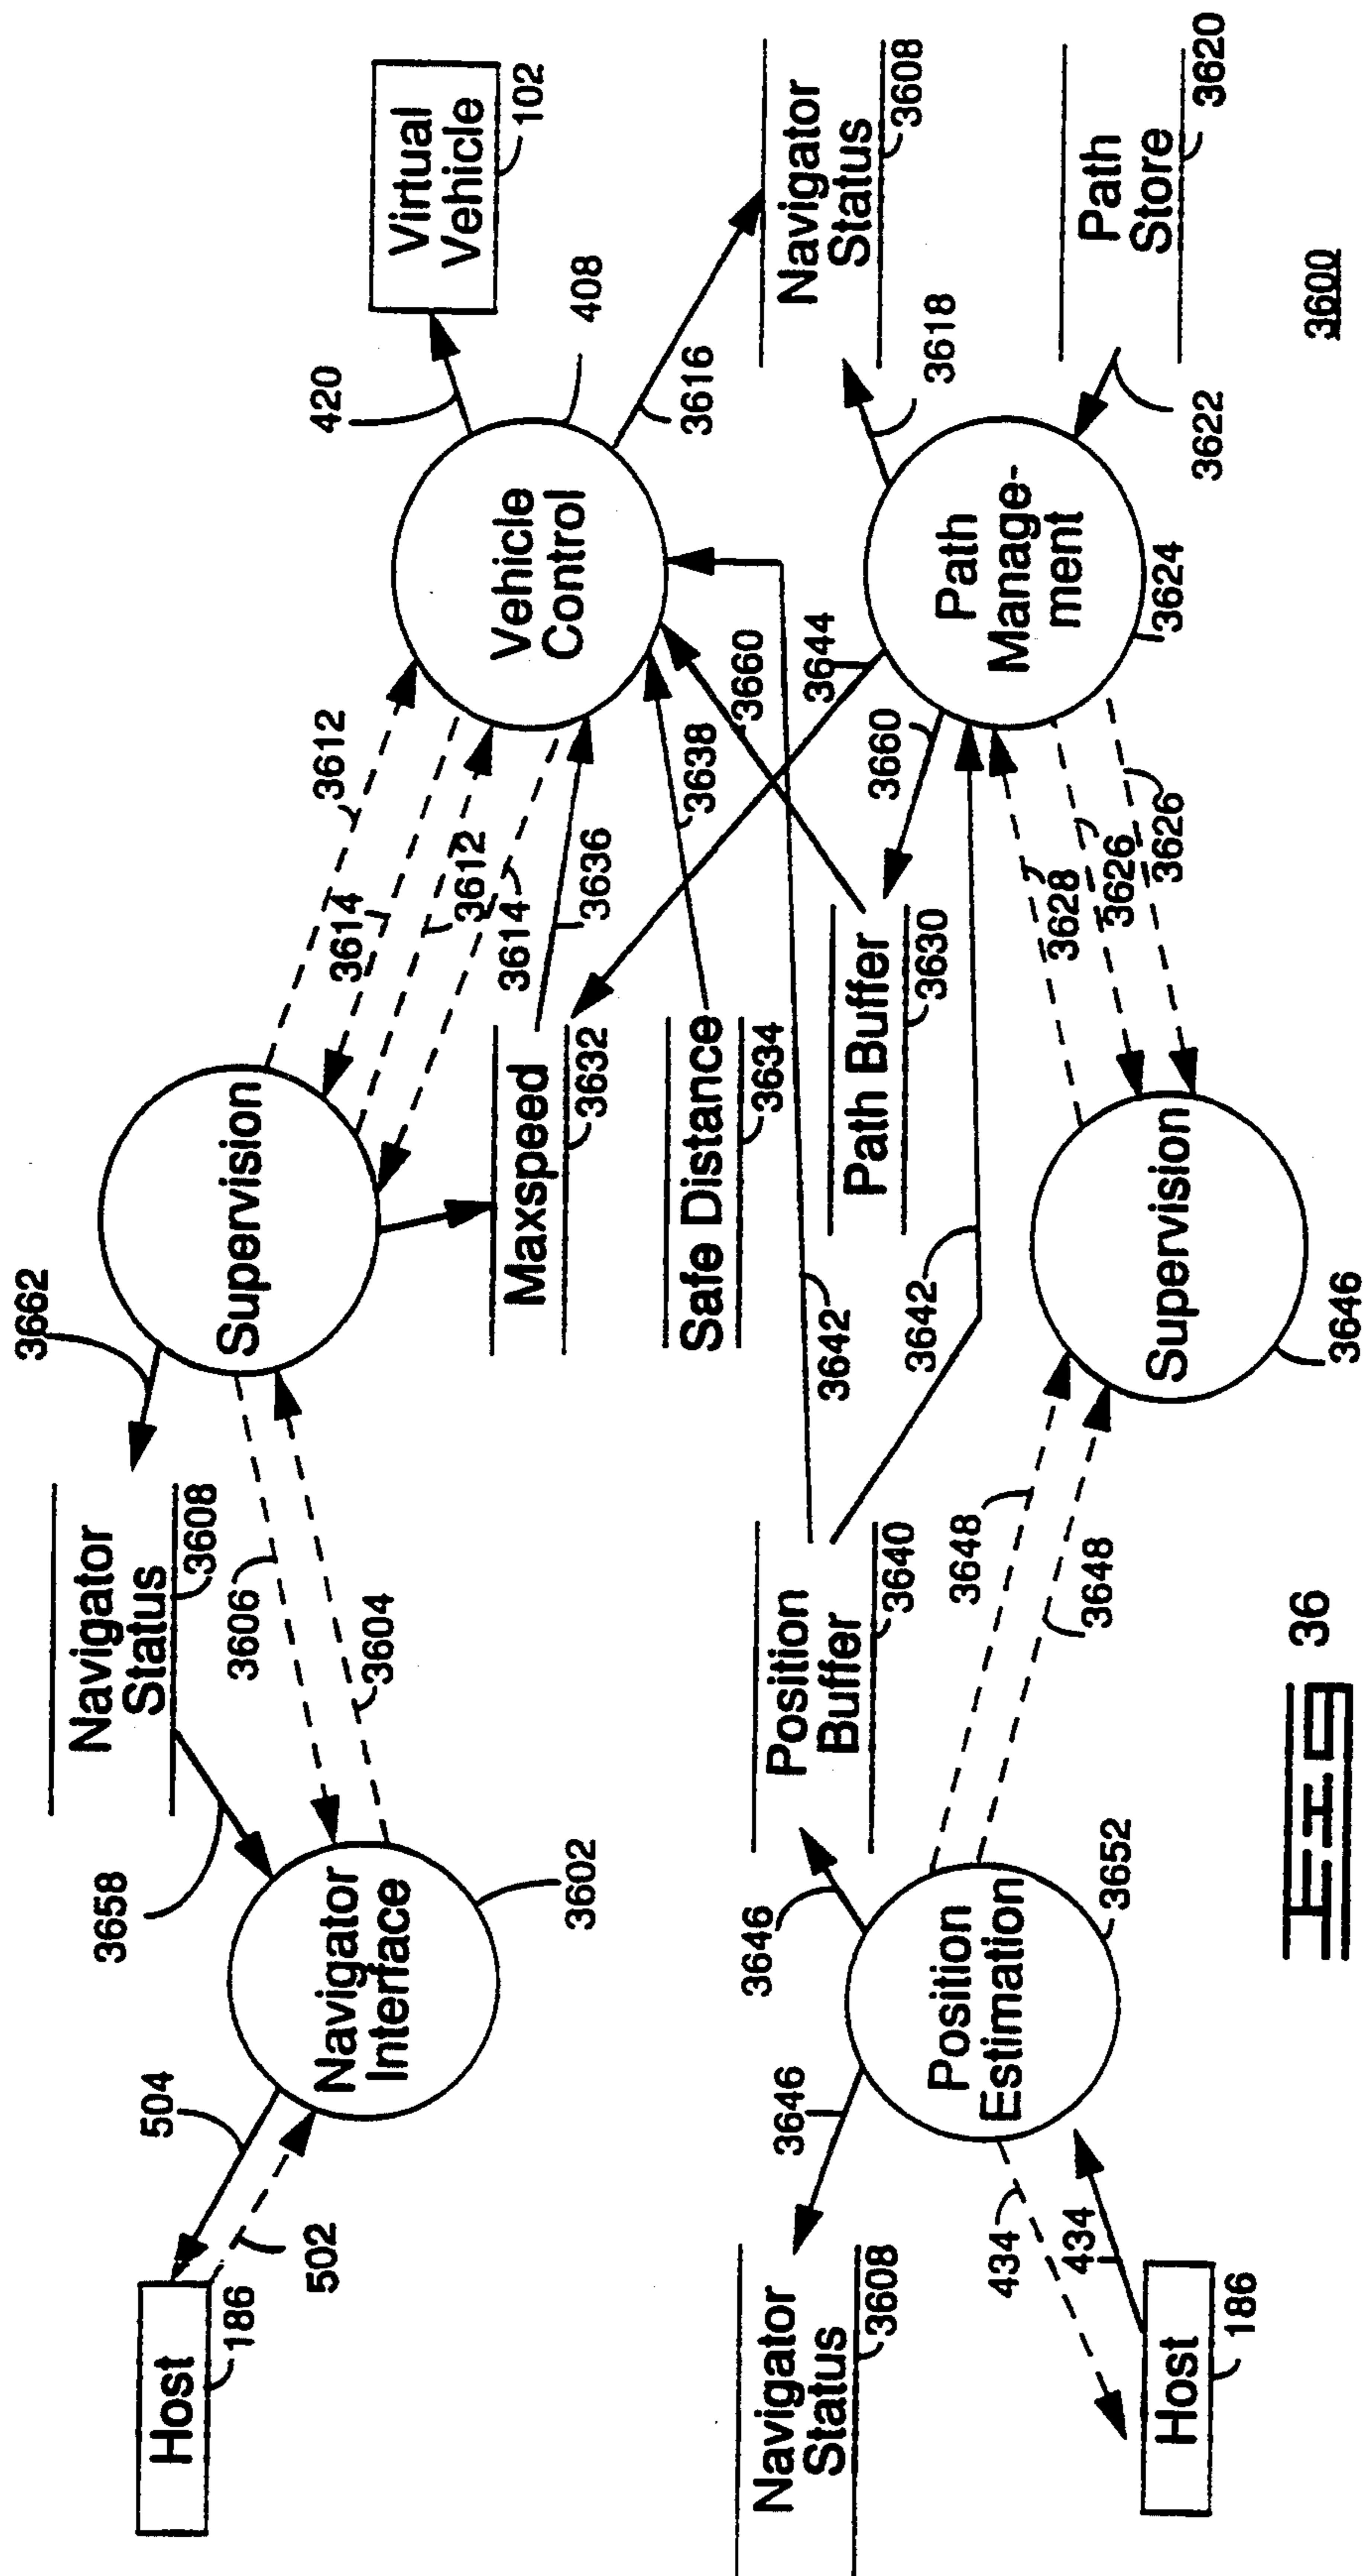 Host
186
504
502
Navigator
Interface
3602
3658
Navigator
Status
3608
3606
3604
3662
Supervision
3612
3614
3612
3614
Maxspeed
3632
3636
Safe Distance
3634
3638
420
Virtual
Vehicle
102
Vehicle
Control
408
3616
Navigator
Status
3608
3618
Path
Store
3620
3622
Path
Manage-
ment
3624
3644
3660
3660
Path Buffer
3630
3642
3642
3628
3626
3626
Supervision
3646
3648
3648
Position
Buffer
3640
3646
3646
Position
Estimation
3652
Navigator
Status
3608
434
434
Host
186
FIG 36
3600